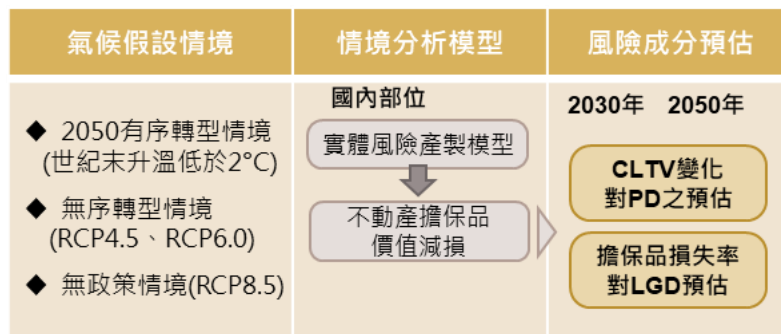 氣候假設情境
情境分析模型
風險成分預估
◆ 2050有序轉型情境
(世紀末升溫低於2°C)
◆ 無序轉型情境
(RCP4.5、RCP6.0)
◆ 無政策情境(RCP8.5)
國內部位
實體風險產製模型
不動產擔保品
價值減損
2030年 2050年
CLTV變化
對PD之預估
擔保品損失率
對LGD預估